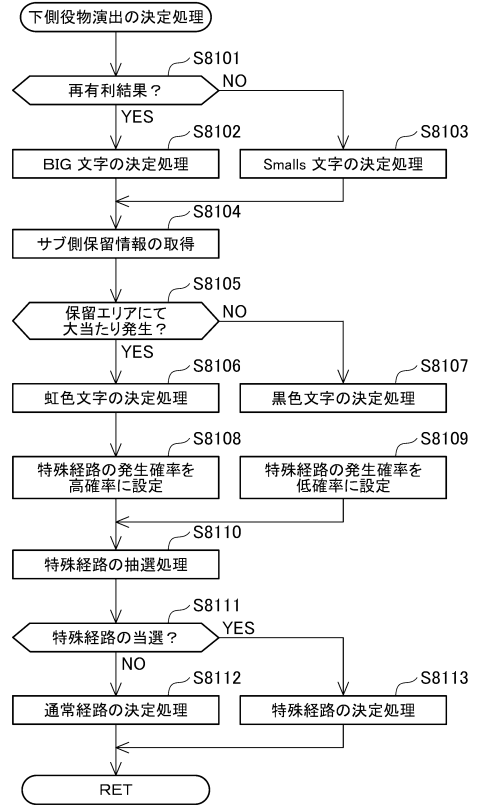 下側役物演出の決定処理
S8101
再有利結果？
NO
YES
S8102
BIG 文字の決定処理
S8103
Smalls 文字の決定処理
S8104
サブ側保留情報の取得
S8105
保留エリアにて
大当たり発生？
NO
YES
S8106
虹色文字の決定処理
S8107
黒色文字の決定処理
S8108
特殊経路の発生確率を
高確率に設定
S8109
特殊経路の発生確率を
低確率に設定
S8110
特殊経路の抽選処理
S8111
特殊経路の当選？
YES
NO
S8112
通常経路の決定処理
S8113
特殊経路の決定処理
RET